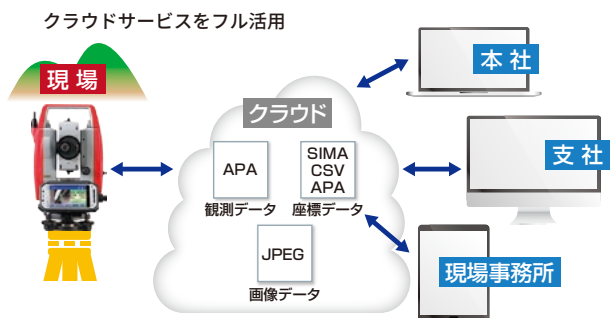 クラウドサービスをフル活用
現場
本社
クラウド
支社
APA
SIMA
CSV
APA
観測データ
座標データ
JPEG
画像データ
現場事務所